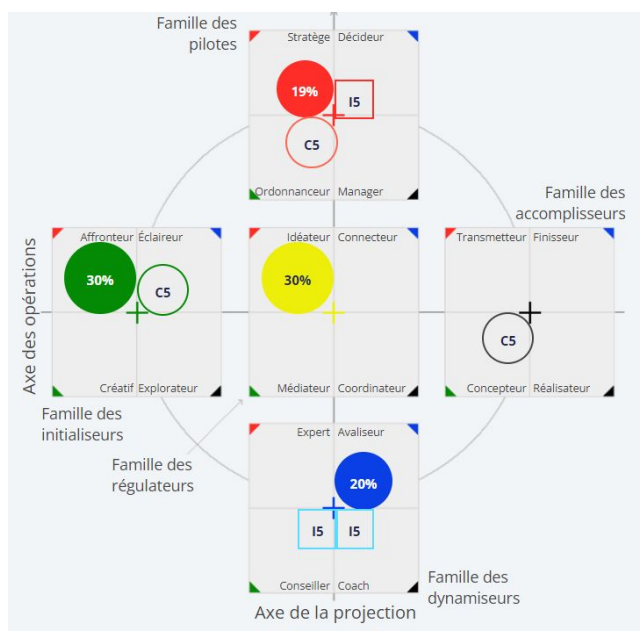 Famille des
pilotes
Stratège Décideur
19%
I5
C5
Ordonnanceur Manager
Famille des
accomplisseurs
Affronteur Éclaireur
Idéateur Connecteur
Transmetteur Finisseur
30%
C5
30%
C5
Axe des opérations
Créatif Explorateur
Médiateur Coordinateur
Concepteur Réalisateur
Famille des
initialiseurs
Famille des
régulateurs
Expert Avaliseur
20%
I5 I5
Conseiller Coach
Famille des
dynamiseurs
Axe de la projection